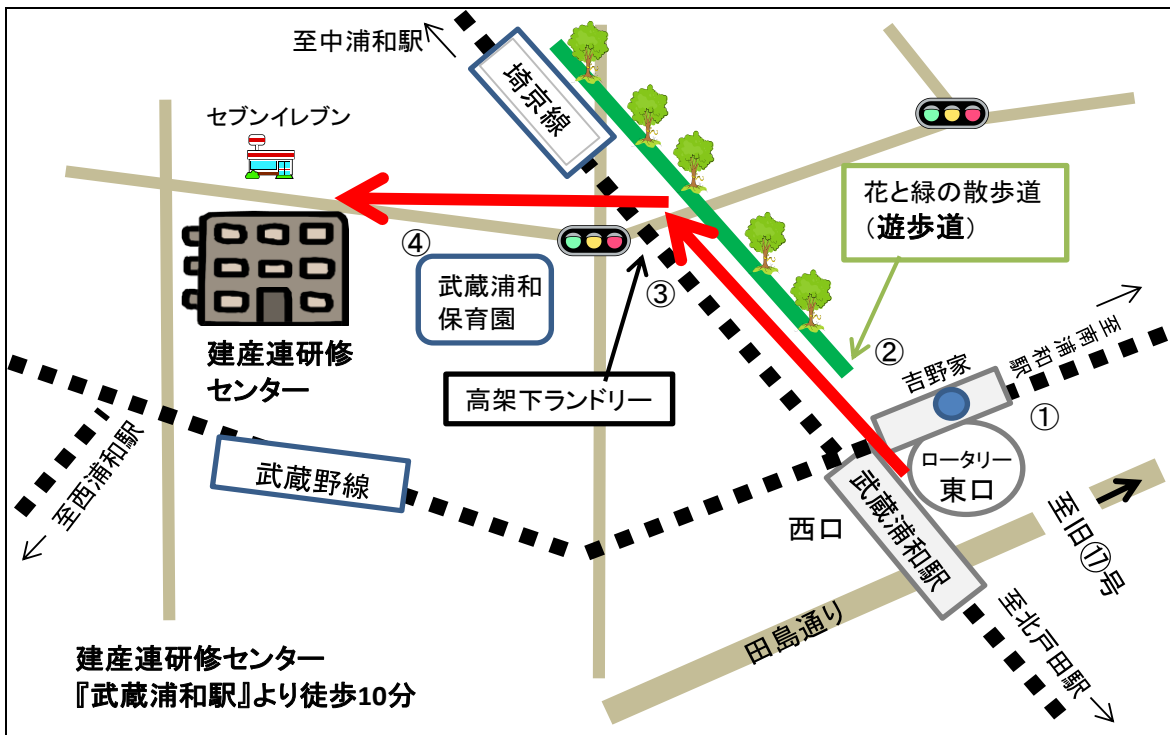 至中浦和駅
埼京線
セブンイレブン
花と緑の散歩道
（遊歩道）
④
武蔵浦和
保育園
③
②
建産連研修
センター
高架下ランドリー
至南浦和駅
吉野家
①
ロータリー
東口
武蔵野線
至西浦和駅
西口
武蔵浦和駅
至旧⑰号
田島通り
至北戸田駅
建産連研修センター
『武蔵浦和駅』より徒歩10分